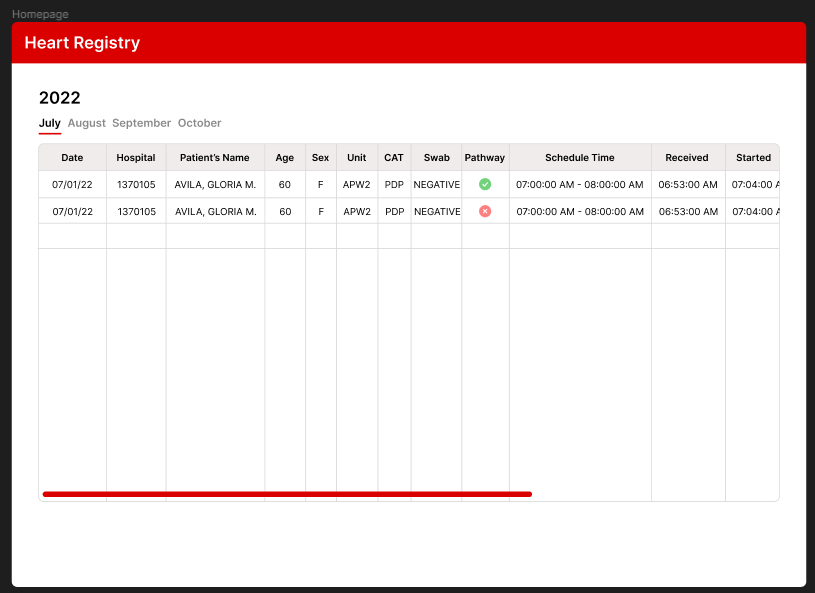 Homepage
Heart Registry
2022
July August September October
Date Hospital Patient's Name Age Sex Unit CAT Swab Pathway Schedule Time Received Started
07/01/22 1370105 AVILA, GLORIA M. 60 F APW2 PDP NEGATIVE 07:00:00 AM - 08:00:00 AM 06:53:00 AM 07:04:00 A
07/01/22 1370105 AVILA, GLORIA M. 60 F APW2 PDP NEGATIVE 07:00:00 AM - 08:00:00 AM 06:53:00 AM 07:04:00 A